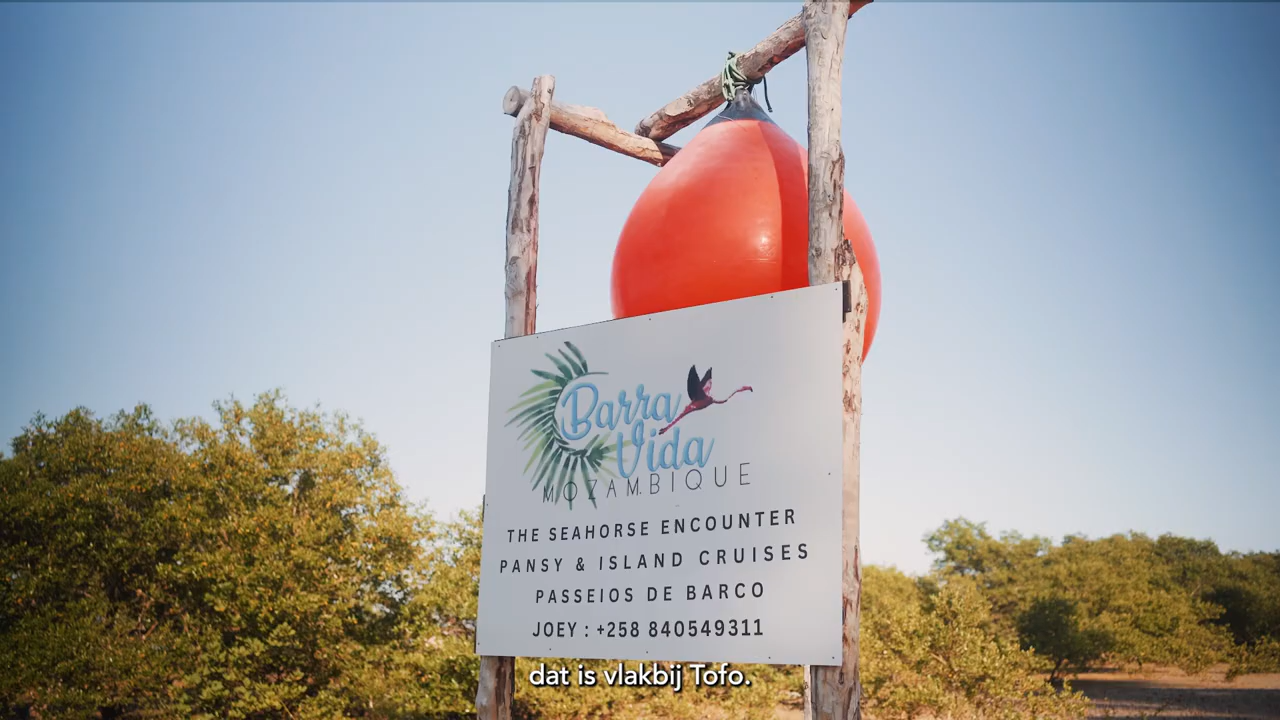 Barra
Vida
MOZAMBIQUE
THE SEAHORSE ENCOUNTER
PANSY & ISLAND CRUISES
PASSEIOS DE BARCO
JOEY : +258 840549311
dat is vlakbij Tofo.